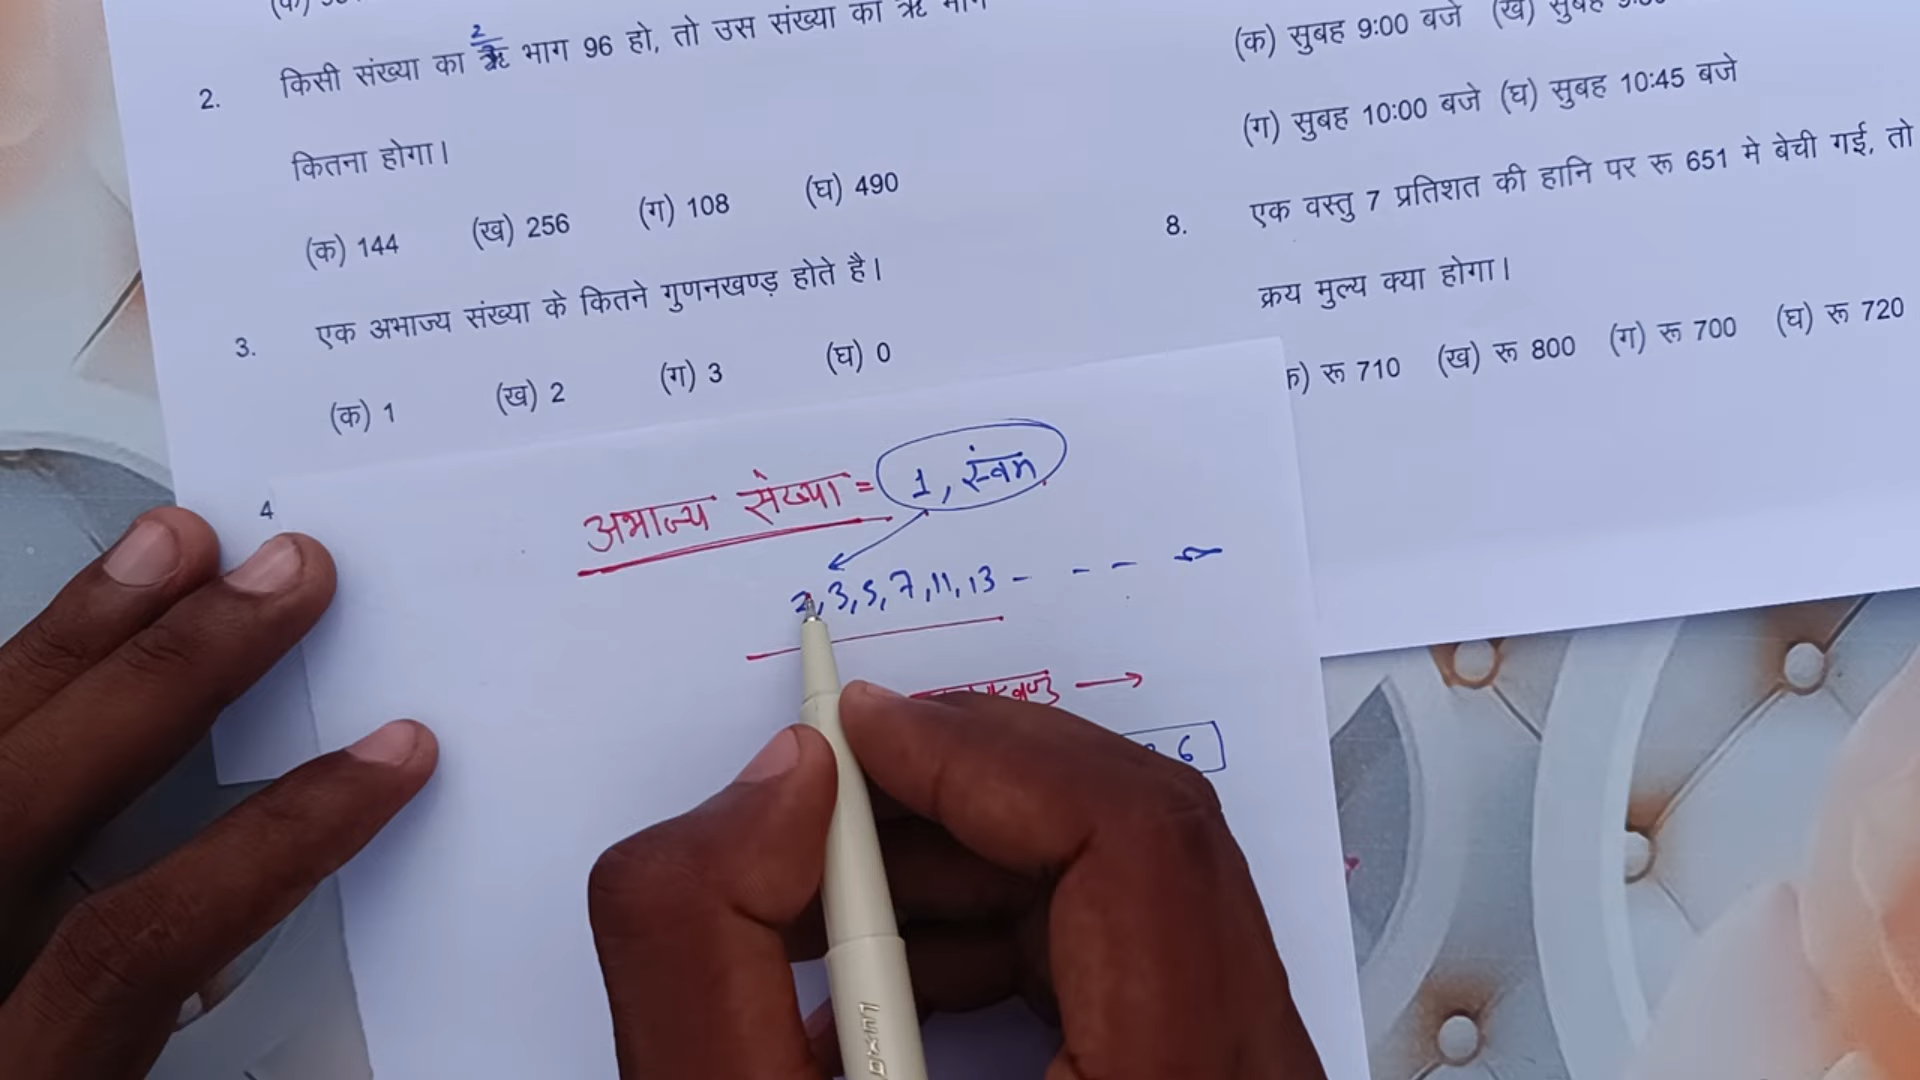 2. किसी संख्या का 2 भाग 96 हो, तो उस संख्या का ऋ भाग
कितना होगा।
(क) 144 (ख) 256 (ग) 108 (घ) 490
3. एक अभाज्य संख्या के कितने गुणनखण्ड़ होते है।
(क) 1 (ख) 2 (ग) 3 (घ) 0
4
(क) सुबह 9:00 बजे (ख) सुबह
(ग) सुबह 10:00 बजे (घ) सुबह 10:45 बजे
8. एक वस्तु 7 प्रतिशत की हानि पर रू 651 मे बेची गई, तो
क्रय मुल्य क्या होगा।
रू 710 (ख) रू 800 (ग) रू 700 (घ) रू 720
अभाज्य संख्या = 1, स्वंम
2, 3, 5, 7, 11, 13 - - - -
6